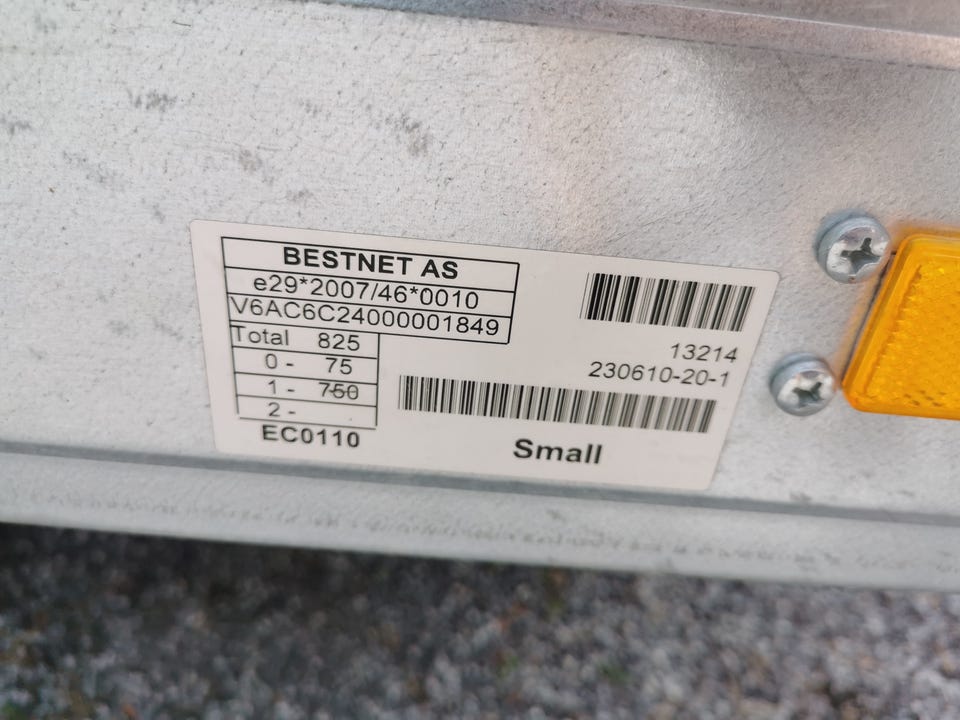 BESTNET AS
e29*2007/46*0010
V6AC6C24000001849
Total 825
0 - 75
1 - 750
2 -
EC0110
13214
230610-20-1
Small